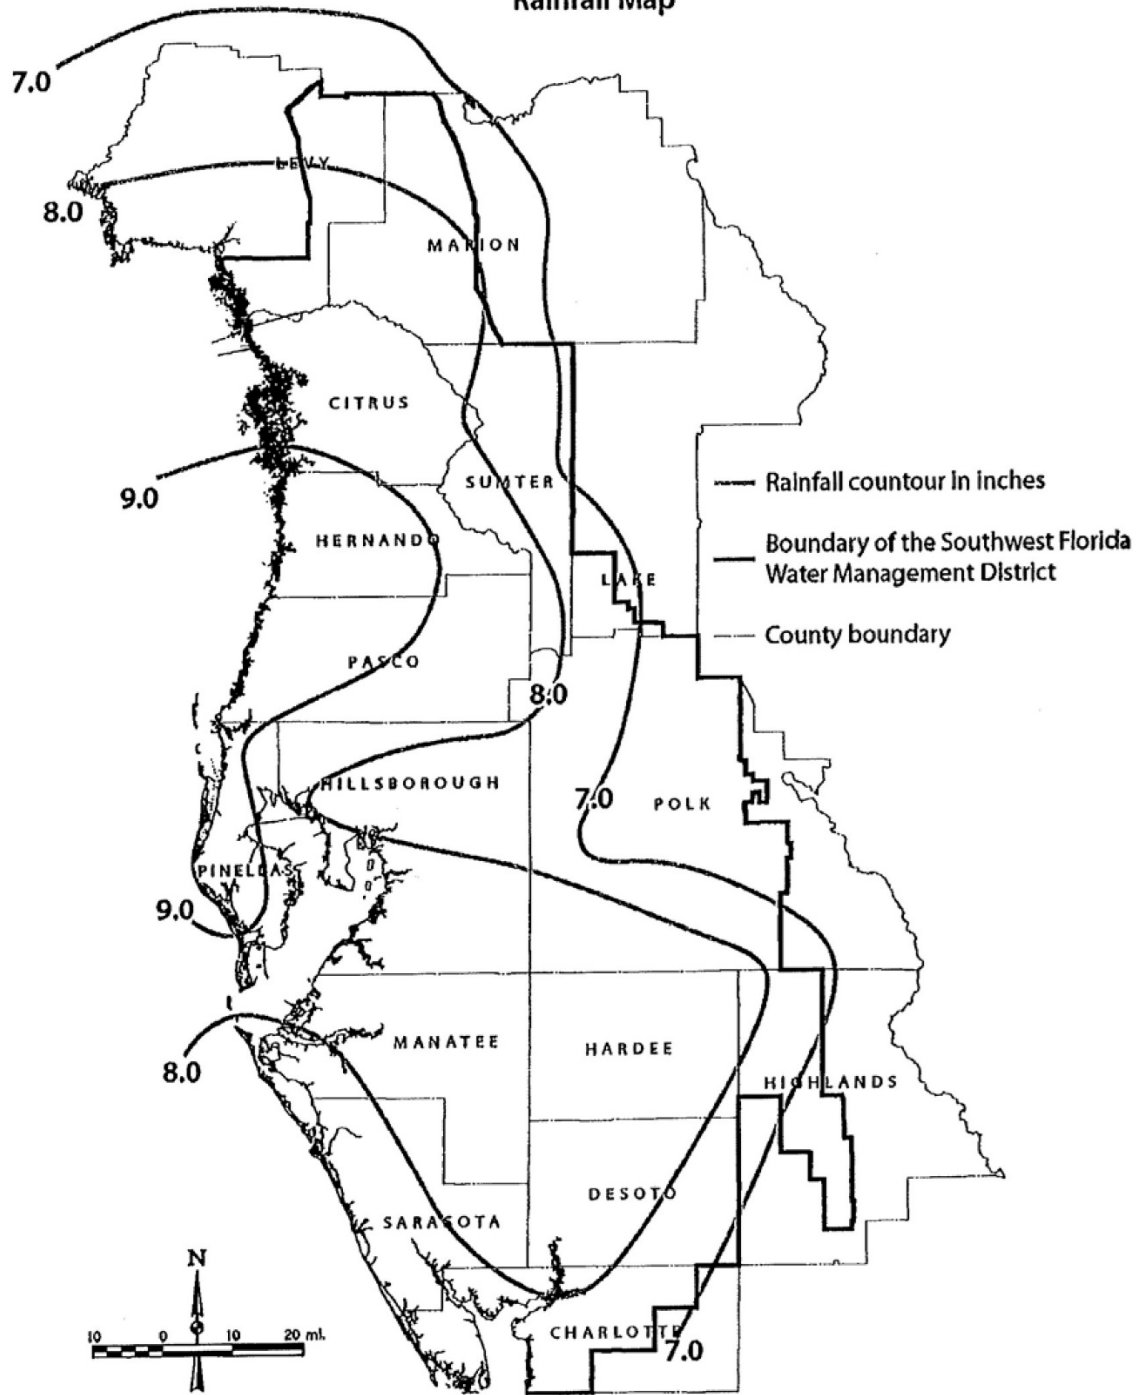 Rainfall Map
7.0
LEVY
8.0
MARION
CITRUS
9.0
SUMTER
Rainfall countour in inches
HERNANDO
Boundary of the Southwest Florida
Water Management District
LAKE
County boundary
PASCO
8.0
HILLSBOROUGH
7.0
POLK
PINELLAS
9.0
MANATEE
HARDEE
8.0
HIGHLANDS
DESOTO
SARASOTA
N
10 0 10 20 mi.
CHARLOTTE
7.0